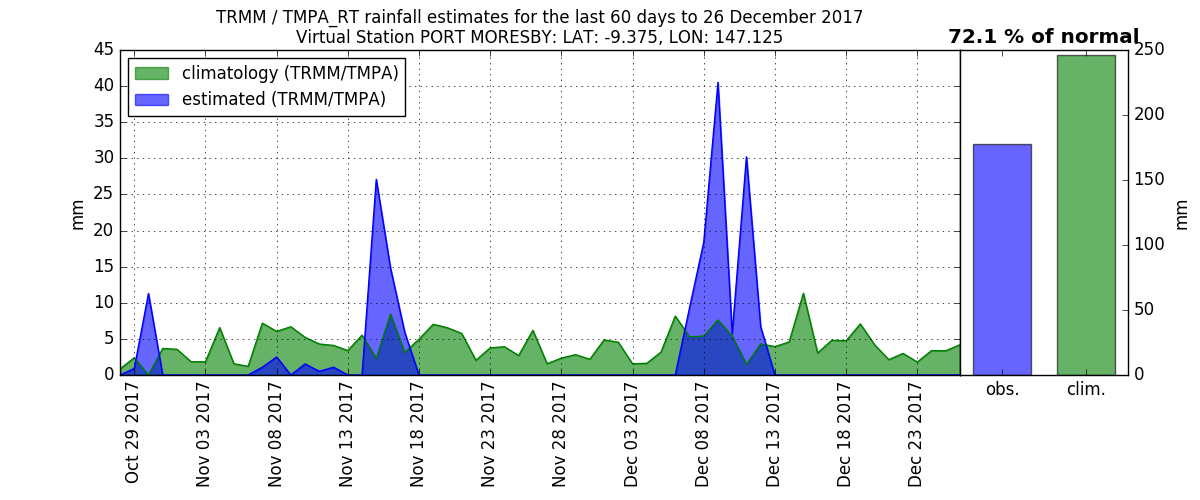 TRMM / TMPA_RT rainfall estimates for the last 60 days to 26 December 2017
Virtual Station PORT MORESBY: LAT: -9.375, LON: 147.125
72.1 % of normal
climatology (TRMM/TMPA)
estimated (TRMM/TMPA)
45
40
35
30
25
20
15
10
5
0
mm
Oct 29 2017
Nov 03 2017
Nov 08 2017
Nov 13 2017
Nov 18 2017
Nov 23 2017
Nov 28 2017
Dec 03 2017
Dec 08 2017
Dec 13 2017
Dec 18 2017
Dec 23 2017
250
200
150
100
50
0
mm
obs.
clim.